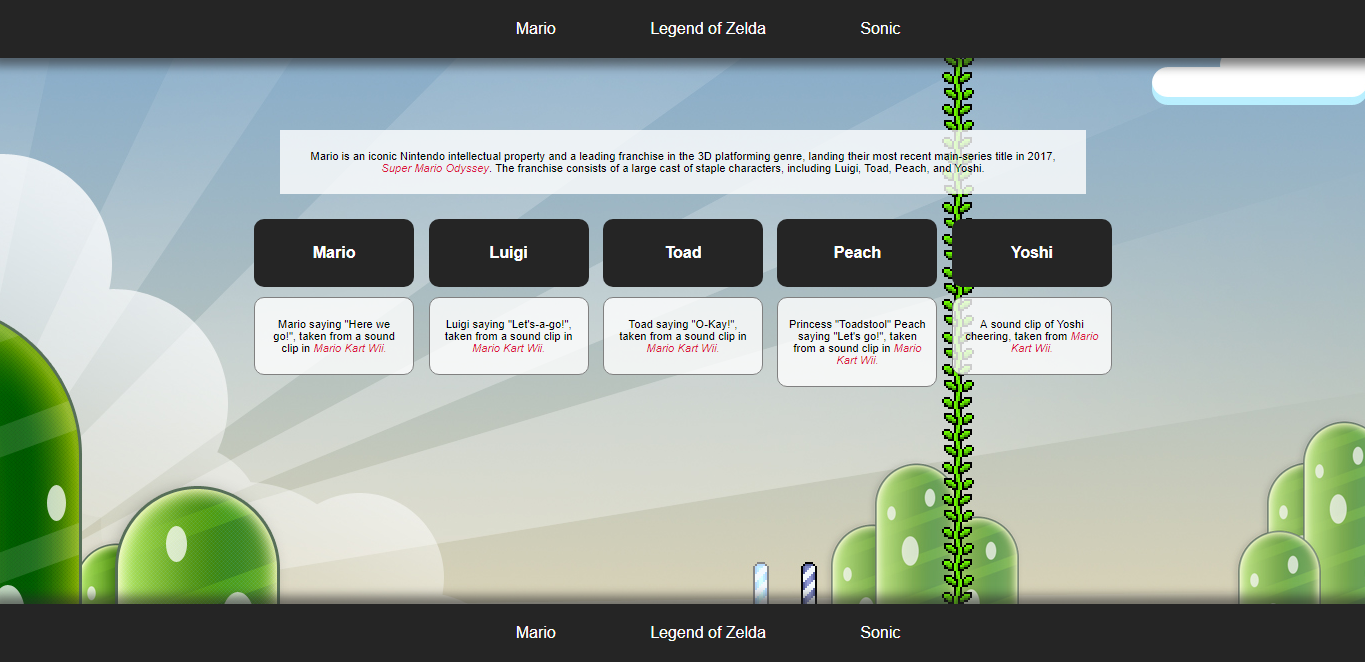 Mario Legend of Zelda Sonic
Mario is an iconic Nintendo intellectual property and a leading franchise in the 3D platforming genre, landing their most recent main-series title in 2017,
Super Mario Odyssey. The franchise consists of a large cast of staple characters, including Luigi, Toad, Peach, and Yoshi.
Mario
Luigi
Toad
Peach
Yoshi
Mario saying "Here we
go!", taken from a sound
clip in Mario Kart Wii.
Luigi saying "Let's-a-go!",
taken from a sound clip in
Mario Kart Wii.
Toad saying "O-Kay!",
taken from a sound clip in
Mario Kart Wii.
Princess "Toadstool" Peach
saying "Let's go!", taken
from a sound clip in Mario
Kart Wii.
A sound clip of Yoshi
cheering, taken from Mario
Kart Wii.
Mario Legend of Zelda Sonic